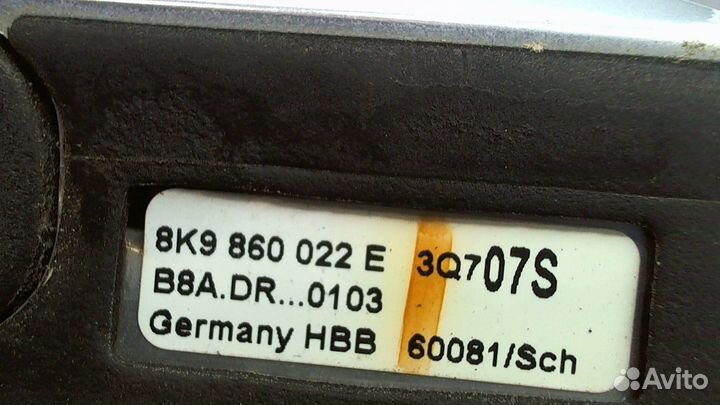 8K9 860 022 E 3Q707S
B8A.DR...0103
Germany HBB 60081/Sch
Avito